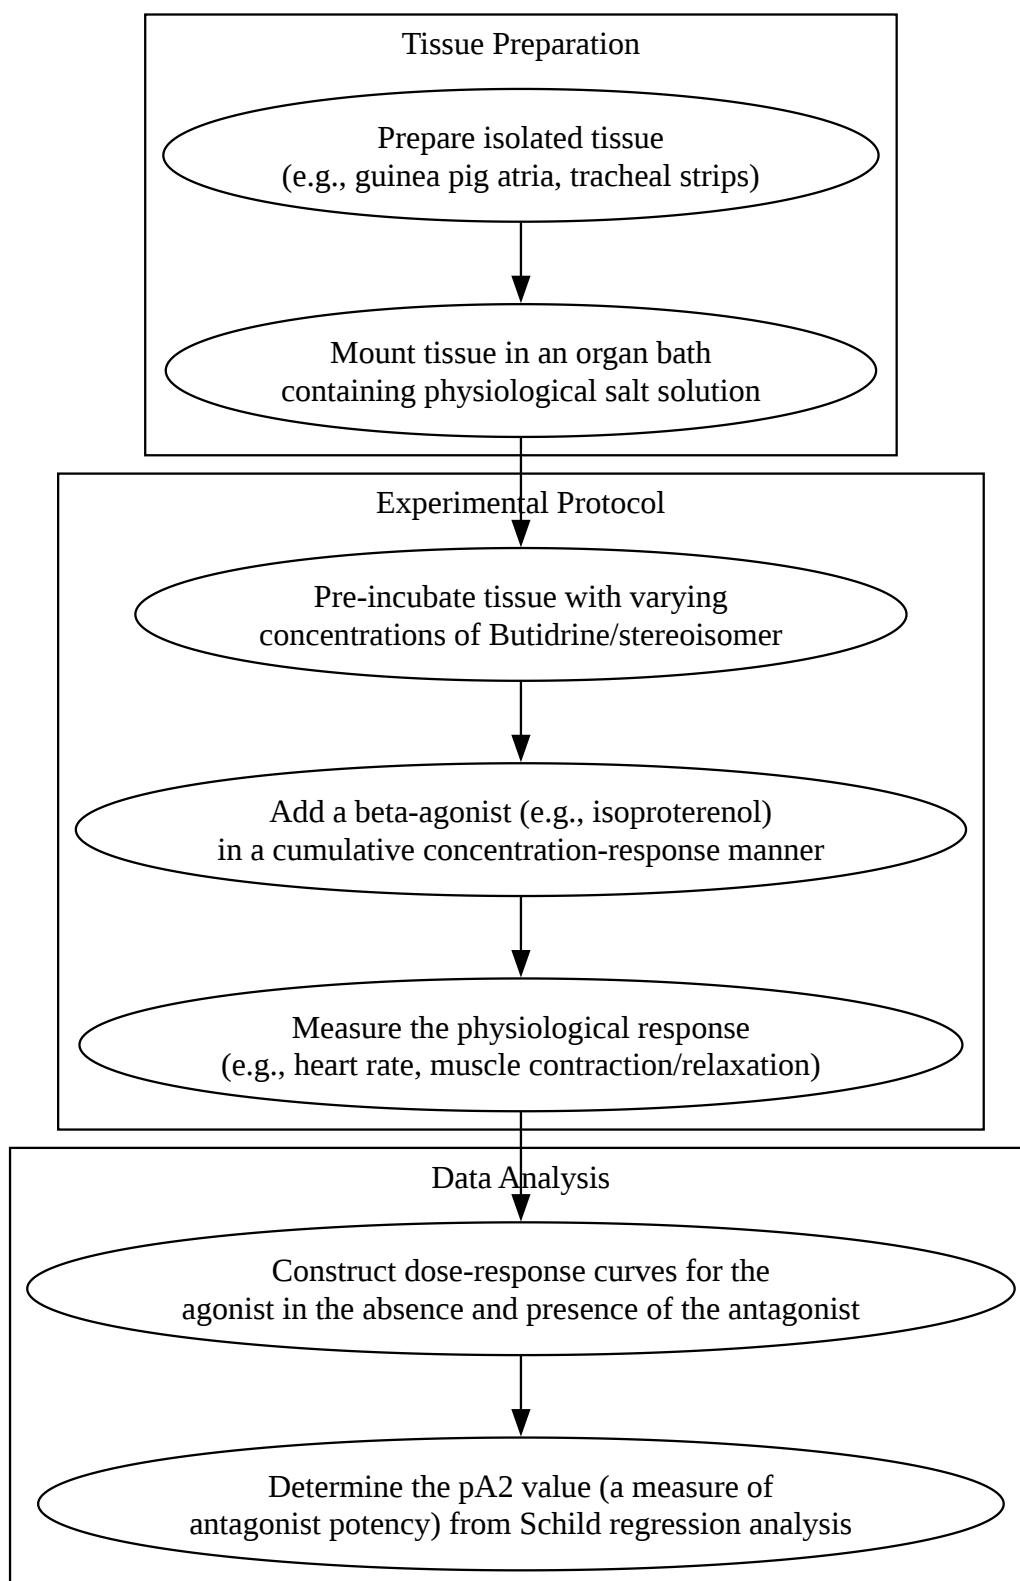 Tissue Preparation
Prepare isolated tissue
(e.g., guinea pig atria, tracheal strips)
Mount tissue in an organ bath
containing physiological salt solution
Experimental Protocol
Pre-incubate tissue with varying
concentrations of Butidrine/stereoisomer
Add a beta-agonist (e.g., isoproterenol)
in a cumulative concentration-response manner
Measure the physiological response
(e.g., heart rate, muscle contraction/relaxation)
Data Analysis
Construct dose-response curves for the
agonist in the absence and presence of the antagonist
Determine the pA2 value (a measure of
antagonist potency) from Schild regression analysis